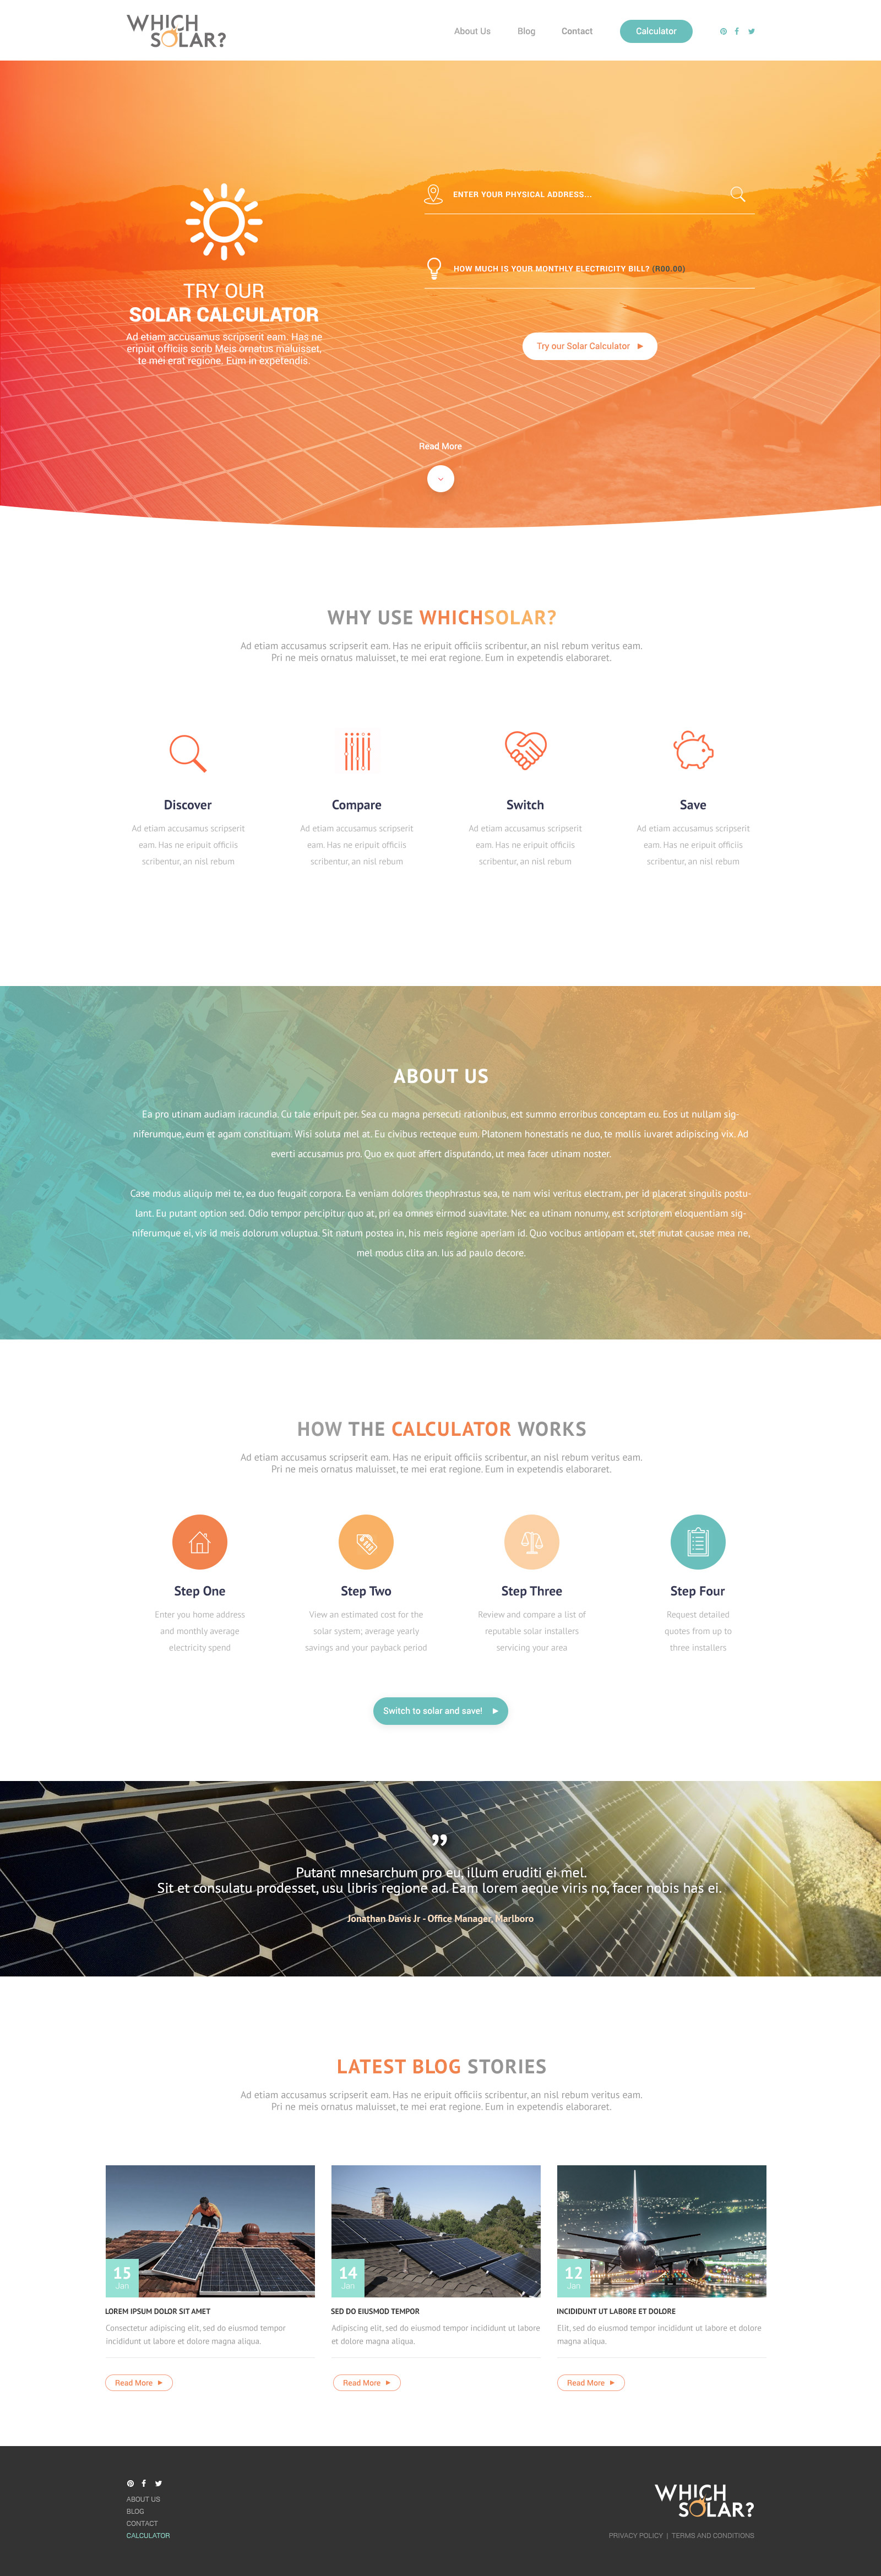 WHICH
SOLAR?
About Us
Blog
Contact
Calculator
ENTER YOUR PHYSICAL ADDRESS...
HOW MUCH IS YOUR MONTHLY ELECTRICITY BILL? (R00.00)
TRY OUR
SOLAR CALCULATOR
Ad etiam accusamus scripserit eam. Has ne
eripuit officiis scrib Meis ornatus maluisset,
te mei erat regione. Eum in expetendis.
Try our Solar Calculator
Read More
WHY USE WHICHSOLAR?
Ad etiam accusamus scripserit eam. Has ne eripuit officiis scribentur, an nisl rebum veritus eam.
Pri ne meis ornatus maluisset, te mei erat regione. Eum in expetendis elaboraret.
Discover
Ad etiam accusamus scripserit
eam. Has ne eripuit officiis
scribentur, an nisl rebum
Compare
Ad etiam accusamus scripserit
eam. Has ne eripuit officiis
scribentur, an nisl rebum
Switch
Ad etiam accusamus scripserit
eam. Has ne eripuit officiis
scribentur, an nisl rebum
Save
Ad etiam accusamus scripserit
eam. Has ne eripuit officiis
scribentur, an nisl rebum
ABOUT US
Ea pro utinam audiam iracundia. Cu tale eripuit per. Sea cu magna persecuti rationibus, est summo erroribus conceptam eu. Eos ut nullam sig-
niferumque, eum et agam constituam. Wisi soluta mel at. Eu civibus recteque eum. Platonem honestatis ne duo, te mollis iuvaret adipiscing vix. Ad
everti accusamus pro. Quo ex quot affert disputando, ut mea facer utinam noster.
Case modus aliquip mei te, ea duo feugait corpora. Ea veniam dolores theophrastus sea, te nam wisi veritus electram, per id placerat singulis postu-
lant. Eu putant option sed. Odio tempor percipitur quo at, pri ea omnes eirmod suavitate. Nec ea utinam nonumy, est scriptorem eloquentiam sig-
niferumque ei, vis id meis dolorum voluptua. Sit natum postea in, his meis regione aperiam id. Quo vocibus antiopam et, stet mutat causae mea ne,
mel modus clita an. Ius ad paulo decore.
HOW THE CALCULATOR WORKS
Ad etiam accusamus scripserit eam. Has ne eripuit officiis scribentur, an nisl rebum veritus eam.
Pri ne meis ornatus maluisset, te mei erat regione. Eum in expetendis elaboraret.
Step One
Enter you home address
and monthly average
electricity spend
Step Two
View an estimated cost for the
solar system; average yearly
savings and your payback period
Step Three
Review and compare a list of
reputable solar installers
servicing your area
Step Four
Request detailed
quotes from up to
three installers
Switch to solar and save!
”
Putant mnesarchum pro eu, illum eruditi ei mel.
Sit et consulatu prodesset, usu libris regione ad. Eam lorem aeque viris no, facer nobis has ei.
Jonathan Davis Jr - Office Manager, Marlboro
LATEST BLOG STORIES
Ad etiam accusamus scripserit eam. Has ne eripuit officiis scribentur, an nisl rebum veritus eam.
Pri ne meis ornatus maluisset, te mei erat regione. Eum in expetendis elaboraret.
15
Jan
LOREM IPSUM DOLOR SIT AMET
Consectetur adipiscing elit, sed do eiusmod tempor
incididunt ut labore et dolore magna aliqua.
Read More
14
Jan
SED DO EIUSMOD TEMPOR
Adipiscing elit, sed do eiusmod tempor incididunt ut labore
et dolore magna aliqua.
Read More
12
Jan
INCIDIDUNT UT LABORE ET DOLORE
Elit, sed do eiusmod tempor incididunt ut labore et dolore
magna aliqua.
Read More
ABOUT US
BLOG
CONTACT
CALCULATOR
WHICH
SOLAR?
PRIVACY POLICY | TERMS AND CONDITIONS